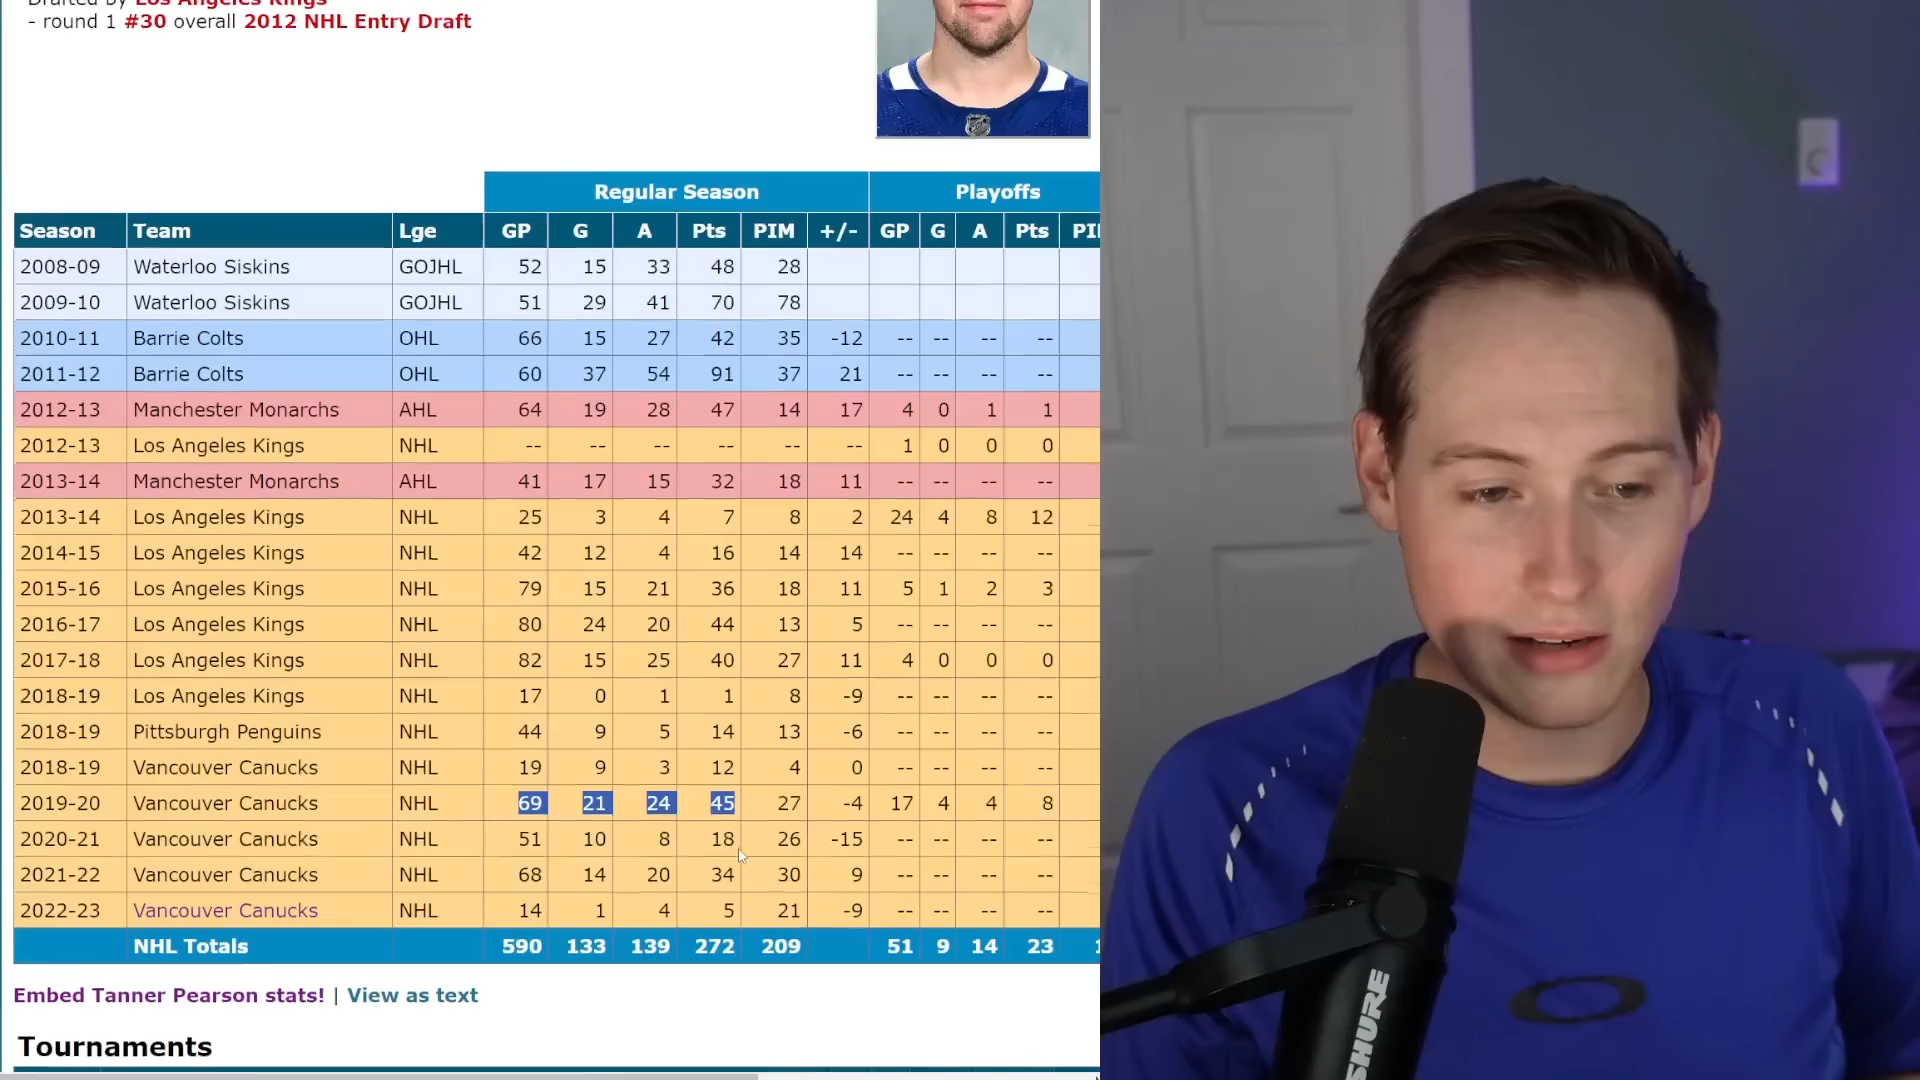 Drafted by Los Angeles Kings
- round 1 #30 overall 2012 NHL Entry Draft
Regular Season Playoffs
Season Team Lge GP G A Pts PIM +/- GP G A Pts
2008-09 Waterloo Siskins GOJHL 52 15 33 48 28
2009-10 Waterloo Siskins GOJHL 51 29 41 70 78
2010-11 Barrie Colts OHL 66 15 27 42 35 -12 -- -- -- --
2011-12 Barrie Colts OHL 60 37 54 91 37 21 -- -- -- --
2012-13 Manchester Monarchs AHL 64 19 28 47 14 17 4 0 1 1
2012-13 Los Angeles Kings NHL -- -- -- -- -- -- 1 0 0 0
2013-14 Manchester Monarchs AHL 41 17 15 32 18 11 -- -- -- --
2013-14 Los Angeles Kings NHL 25 3 4 7 8 2 24 4 8 12
2014-15 Los Angeles Kings NHL 42 12 4 16 14 14 -- -- -- --
2015-16 Los Angeles Kings NHL 79 15 21 36 18 11 5 1 2 3
2016-17 Los Angeles Kings NHL 80 24 20 44 13 5 -- -- -- --
2017-18 Los Angeles Kings NHL 82 15 25 40 27 11 4 0 0 0
2018-19 Los Angeles Kings NHL 17 0 1 1 8 -9 -- -- -- --
2018-19 Pittsburgh Penguins NHL 44 9 5 14 13 -6 -- -- -- --
2018-19 Vancouver Canucks NHL 19 9 3 12 4 0 -- -- -- --
2019-20 Vancouver Canucks NHL 69 21 24 45 27 -4 17 4 4 8
2020-21 Vancouver Canucks NHL 51 10 8 18 26 -15 -- -- -- --
2021-22 Vancouver Canucks NHL 68 14 20 34 30 9 -- -- -- --
2022-23 Vancouver Canucks NHL 14 1 4 5 21 -9 -- -- -- --
NHL Totals 590 133 139 272 209 51 9 14 23
Embed Tanner Pearson stats! | View as text
Tournaments
SHURE